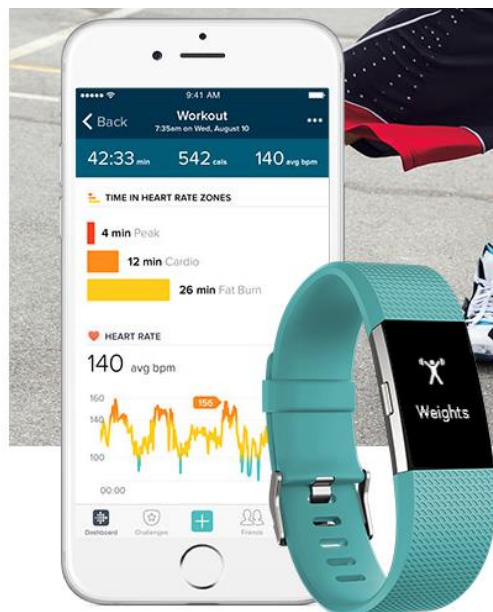 9:41 AM
Back
Workout
7:35am on Wed, August 10
42:33 min 542 cals 140 avg bpm
TIME IN HEART RATE ZONES
4 min Peak
12 min Cardio
26 min Fat Burn
HEART RATE
140 avg bpm
160
156
140
100
00:00
Dashboard Challenges Friends
Weights